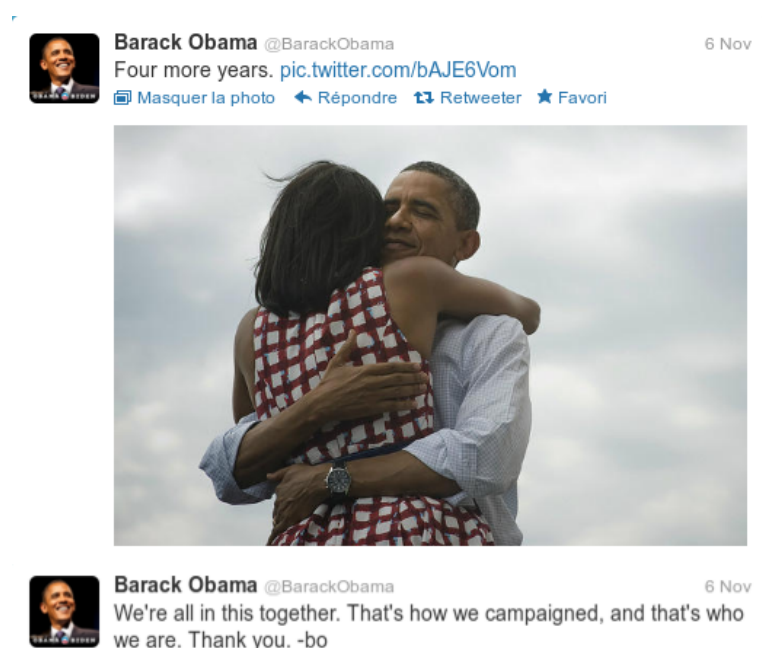 Barack Obama @BarackObama 6 Nov
Four more years. pic.twitter.com/bAJE6Vom
Masquer la photo Répondre Retweeter Favori
Barack Obama @BarackObama 6 Nov
We're all in this together. That's how we campaigned, and that's who
we are. Thank you. -bo